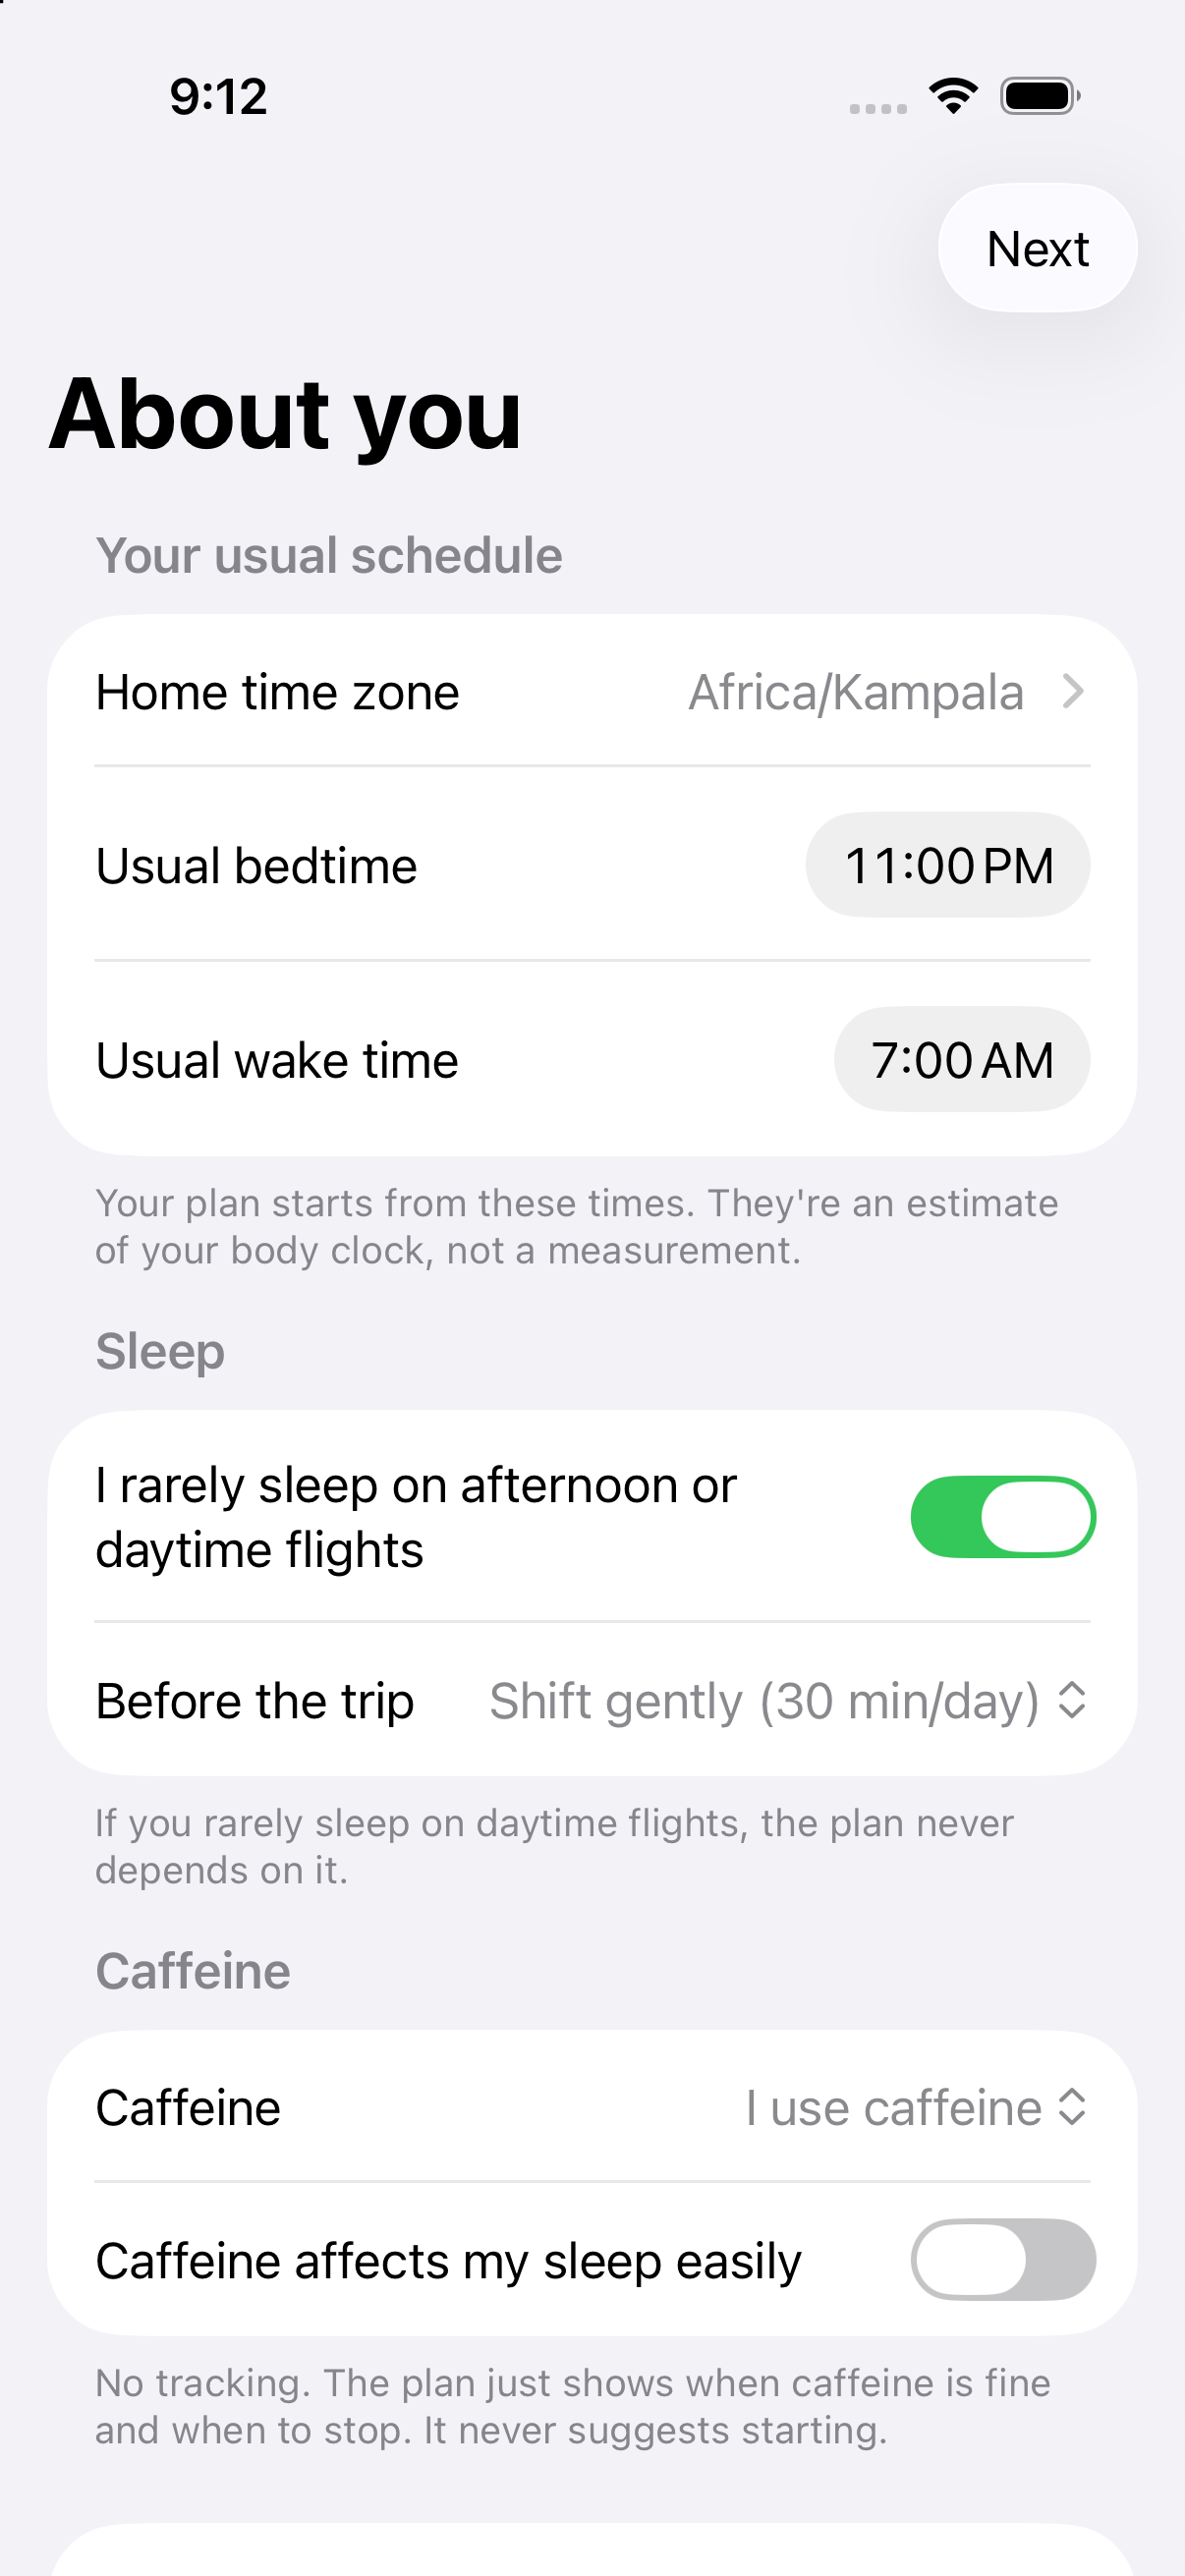 9:12
Next
About you
Your usual schedule
Home time zone Africa/Kampala
Usual bedtime 11:00 PM
Usual wake time 7:00 AM
Your plan starts from these times. They're an estimate
of your body clock, not a measurement.
Sleep
I rarely sleep on afternoon or
daytime flights
Before the trip Shift gently (30 min/day)
If you rarely sleep on daytime flights, the plan never
depends on it.
Caffeine
Caffeine I use caffeine
Caffeine affects my sleep easily
No tracking. The plan just shows when caffeine is fine
and when to stop. It never suggests starting.